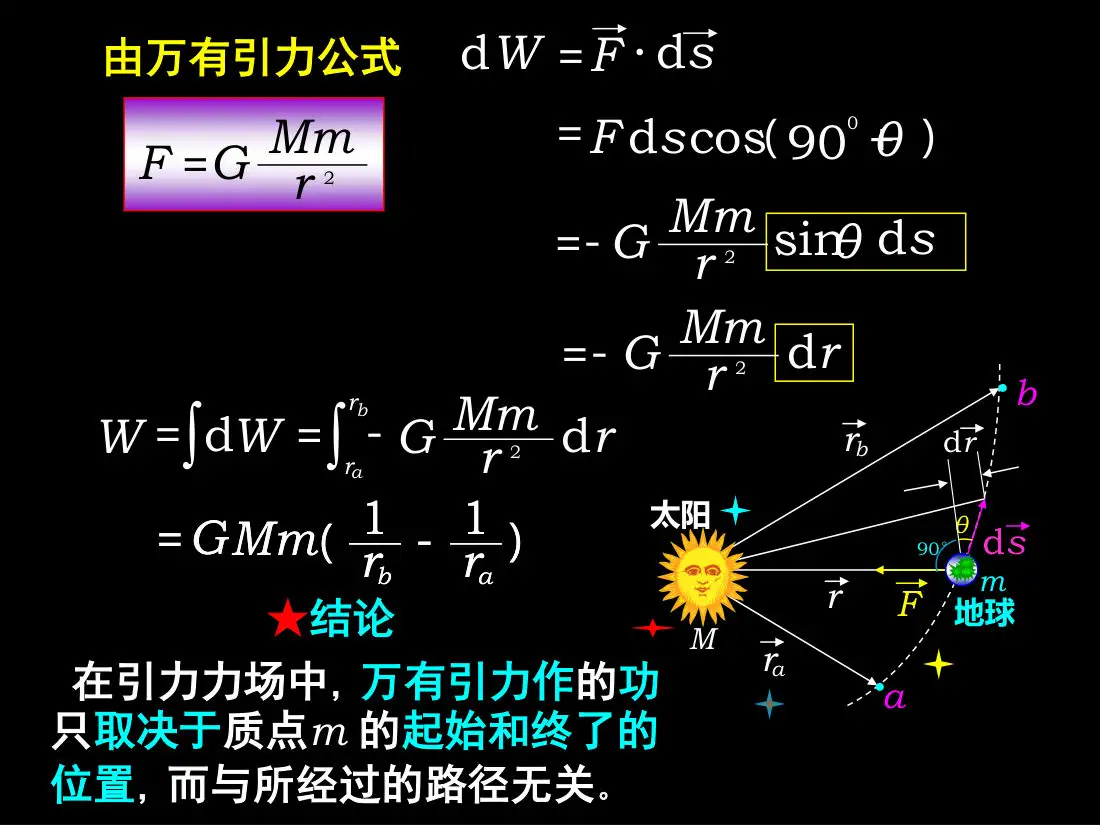 由万有引力公式
F = G Mm / r²
dW = F⃗ · ds⃗
= F ds cos( 90⁰ − θ )
= - G Mm / r² sinθ ds
= - G Mm / r² dr
W = ∫ dW = ∫_{r_a}^{r_b} - G Mm / r² dr
= GMm( 1 / r_b - 1 / r_a )
★结论
在引力力场中, 万有引力作的功
只取决于质点 m 的起始和终了的
位置, 而与所经过的路径无关。
b
r⃗_b
dr⃗
太阳
θ
90°
ds⃗
m
r⃗
F⃗
地球
M
r⃗_a
a